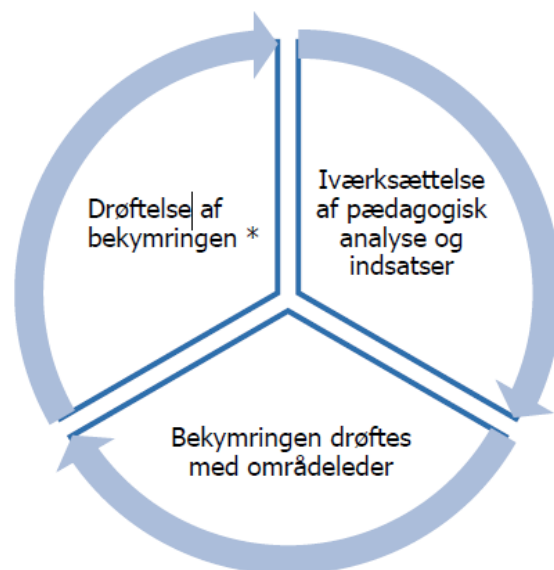 Drøftelse af
bekymringen *
Iværksættelse
af pædagogisk
analyse og
indsatser
Bekymringen drøftes
med områdeleder